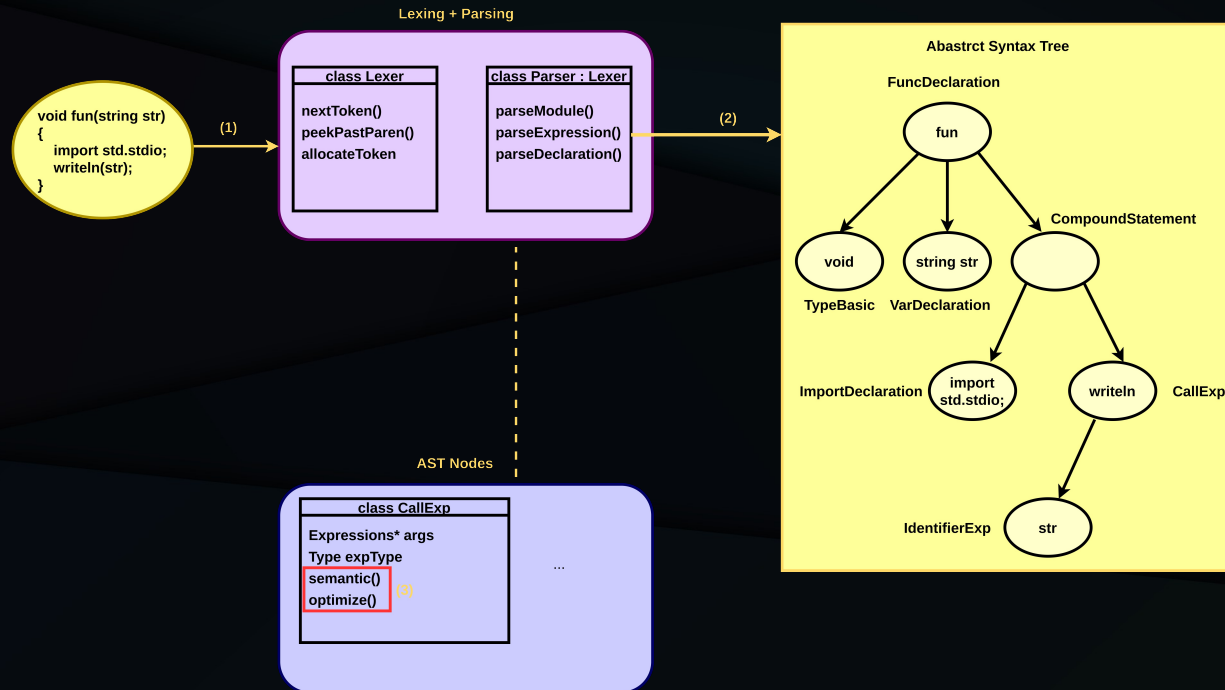 Lexing + Parsing
void fun(string str)
{
import std.stdio;
writeln(str);
}
(1)
class Lexer
nextToken()
peekPastParen()
allocateToken
class Parser : Lexer
parseModule()
parseExpression()
parseDeclaration()
(2)
Abastrct Syntax Tree
FuncDeclaration
fun
CompoundStatement
void
string str
TypeBasic
VarDeclaration
ImportDeclaration
import
std.stdio;
writeln
CallExp
IdentifierExp
str
AST Nodes
class CallExp
Expressions* args
Type expType
semantic()
optimize()
(3)
...